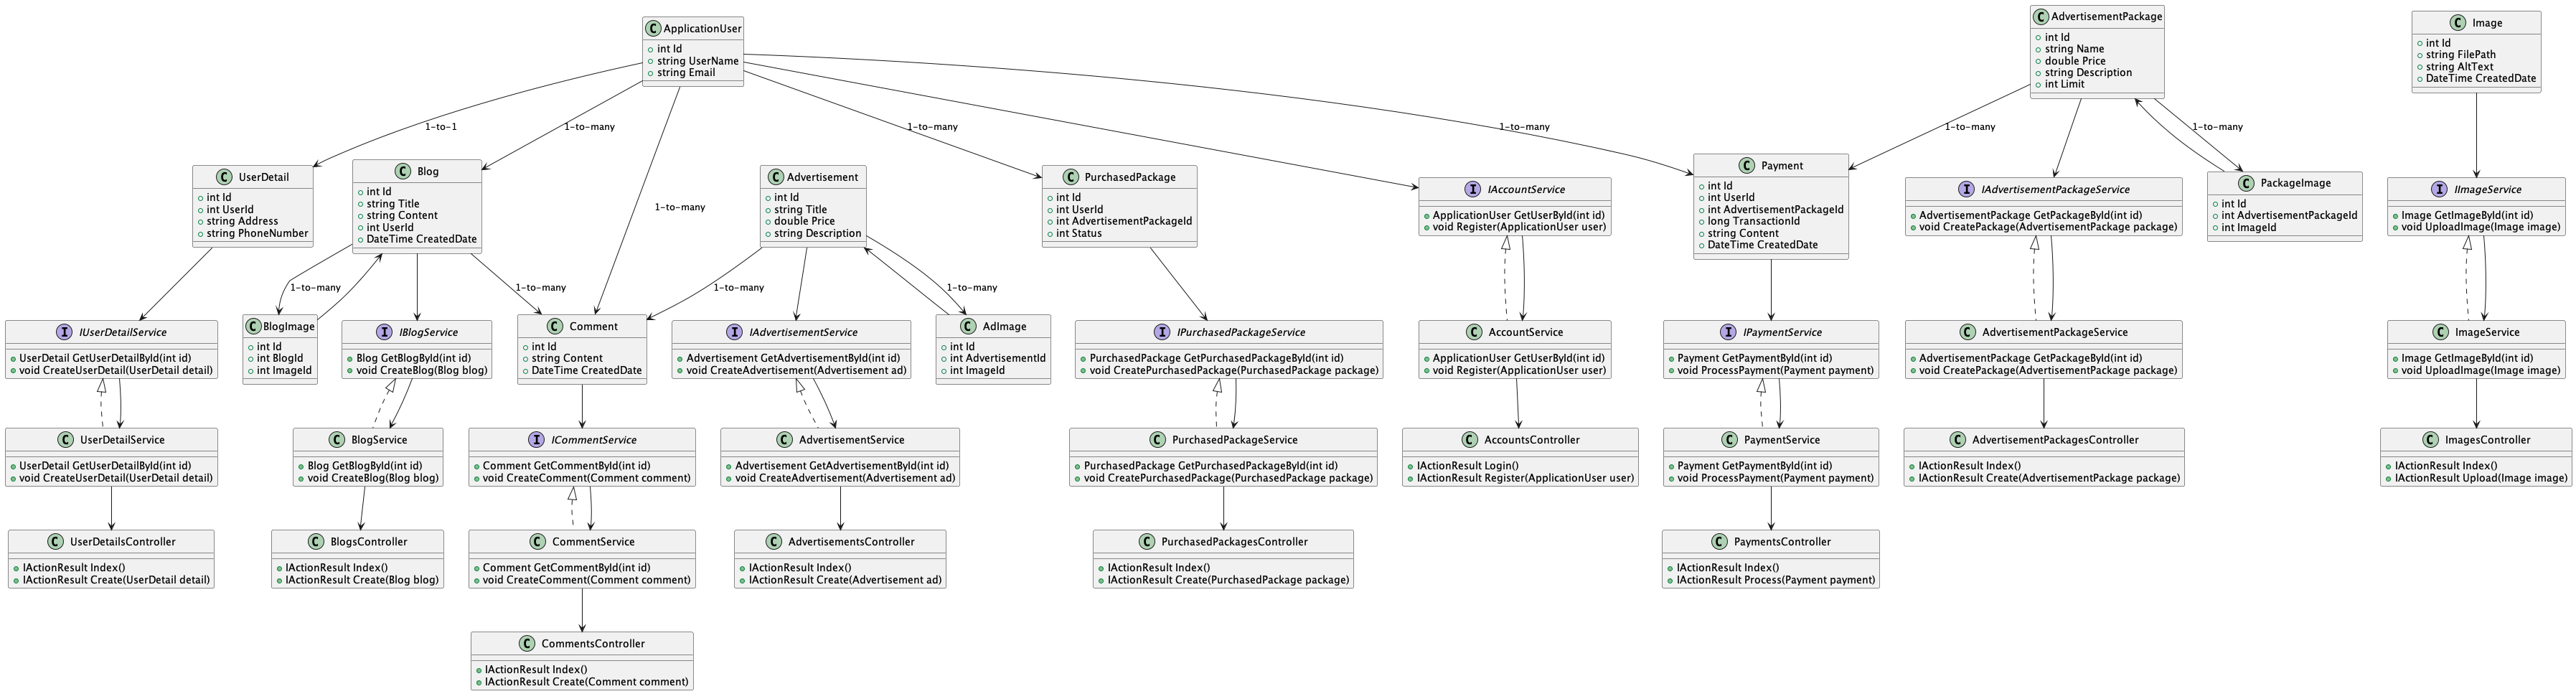 C ApplicationUser
int Id
string UserName
string Email
C AdvertisementPackage
int Id
string Name
double Price
string Description
int Limit
C Image
int Id
string FilePath
string AltText
DateTime CreatedDate
1-to-1
1-to-many
1-to-many
1-to-many
1-to-many
1-to-many
1-to-many
C UserDetail
int Id
int UserId
string Address
string PhoneNumber
C Blog
int Id
string Title
string Content
int UserId
DateTime CreatedDate
1-to-many
C Advertisement
int Id
string Title
double Price
string Description
C PurchasedPackage
int Id
int UserId
int AdvertisementPackageId
int Status
I IAccountService
ApplicationUser GetUserById(int id)
void Register(ApplicationUser user)
C Payment
int Id
int UserId
int AdvertisementPackageId
long TransactionId
string Content
DateTime CreatedDate
I IAdvertisementPackageService
AdvertisementPackage GetPackageById(int id)
void CreatePackage(AdvertisementPackage package)
C PackageImage
int Id
int AdvertisementPackageId
int ImageId
I IImageService
Image GetImageById(int id)
void UploadImage(Image image)
1-to-many
1-to-many
1-to-many
1-to-many
I IUserDetailService
UserDetail GetUserDetailById(int id)
void CreateUserDetail(UserDetail detail)
C BlogImage
int Id
int BlogId
int ImageId
I IBlogService
Blog GetBlogById(int id)
void CreateBlog(Blog blog)
C Comment
int Id
string Content
DateTime CreatedDate
I IAdvertisementService
Advertisement GetAdvertisementById(int id)
void CreateAdvertisement(Advertisement ad)
C AdImage
int Id
int AdvertisementId
int ImageId
I IPurchasedPackageService
PurchasedPackage GetPurchasedPackageById(int id)
void CreatePurchasedPackage(PurchasedPackage package)
C AccountService
ApplicationUser GetUserById(int id)
void Register(ApplicationUser user)
I IPaymentService
Payment GetPaymentById(int id)
void ProcessPayment(Payment payment)
C AdvertisementPackageService
AdvertisementPackage GetPackageById(int id)
void CreatePackage(AdvertisementPackage package)
C ImageService
Image GetImageById(int id)
void UploadImage(Image image)
C UserDetailService
UserDetail GetUserDetailById(int id)
void CreateUserDetail(UserDetail detail)
C BlogService
Blog GetBlogById(int id)
void CreateBlog(Blog blog)
I ICommentService
Comment GetCommentById(int id)
void CreateComment(Comment comment)
C AdvertisementService
Advertisement GetAdvertisementById(int id)
void CreateAdvertisement(Advertisement ad)
C PurchasedPackageService
PurchasedPackage GetPurchasedPackageById(int id)
void CreatePurchasedPackage(PurchasedPackage package)
C AccountsController
IActionResult Login()
IActionResult Register(ApplicationUser user)
C PaymentService
Payment GetPaymentById(int id)
void ProcessPayment(Payment payment)
C AdvertisementPackagesController
IActionResult Index()
IActionResult Create(AdvertisementPackage package)
C ImagesController
IActionResult Index()
IActionResult Upload(Image image)
C UserDetailsController
IActionResult Index()
IActionResult Create(UserDetail detail)
C BlogsController
IActionResult Index()
IActionResult Create(Blog blog)
C CommentService
Comment GetCommentById(int id)
void CreateComment(Comment comment)
C AdvertisementsController
IActionResult Index()
IActionResult Create(Advertisement ad)
C PurchasedPackagesController
IActionResult Index()
IActionResult Create(PurchasedPackage package)
C PaymentsController
IActionResult Index()
IActionResult Process(Payment payment)
C CommentsController
IActionResult Index()
IActionResult Create(Comment comment)